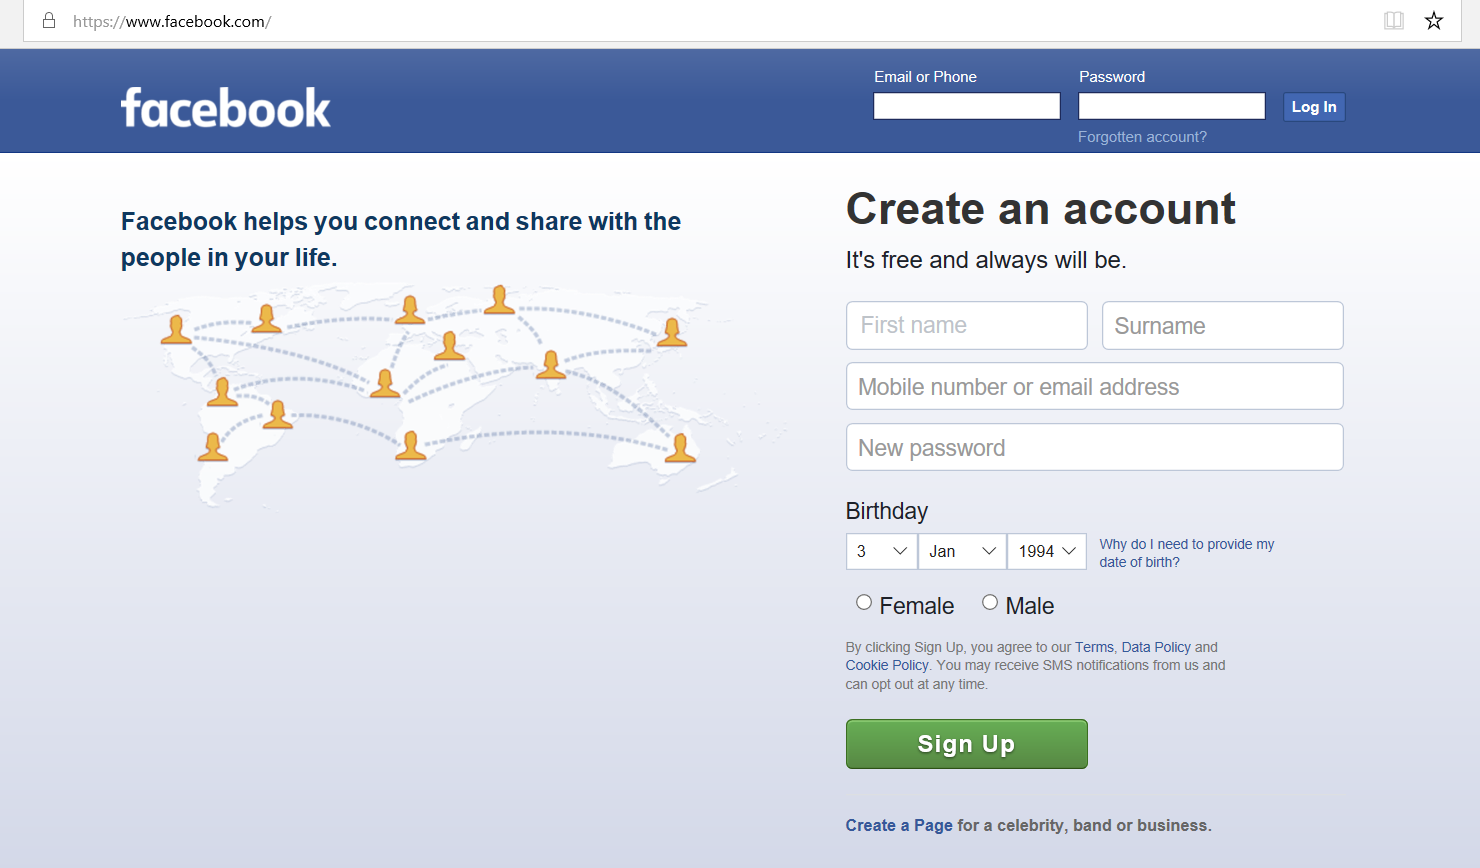 https://www.facebook.com/
facebook
Email or Phone
Password
Log In
Forgotten account?
Facebook helps you connect and share with the
people in your life.
Create an account
It's free and always will be.
First name
Surname
Mobile number or email address
New password
Birthday
3
Jan
1994
Why do I need to provide my
date of birth?
Female
Male
By clicking Sign Up, you agree to our Terms, Data Policy and
Cookie Policy. You may receive SMS notifications from us and
can opt out at any time.
Sign Up
Create a Page for a celebrity, band or business.